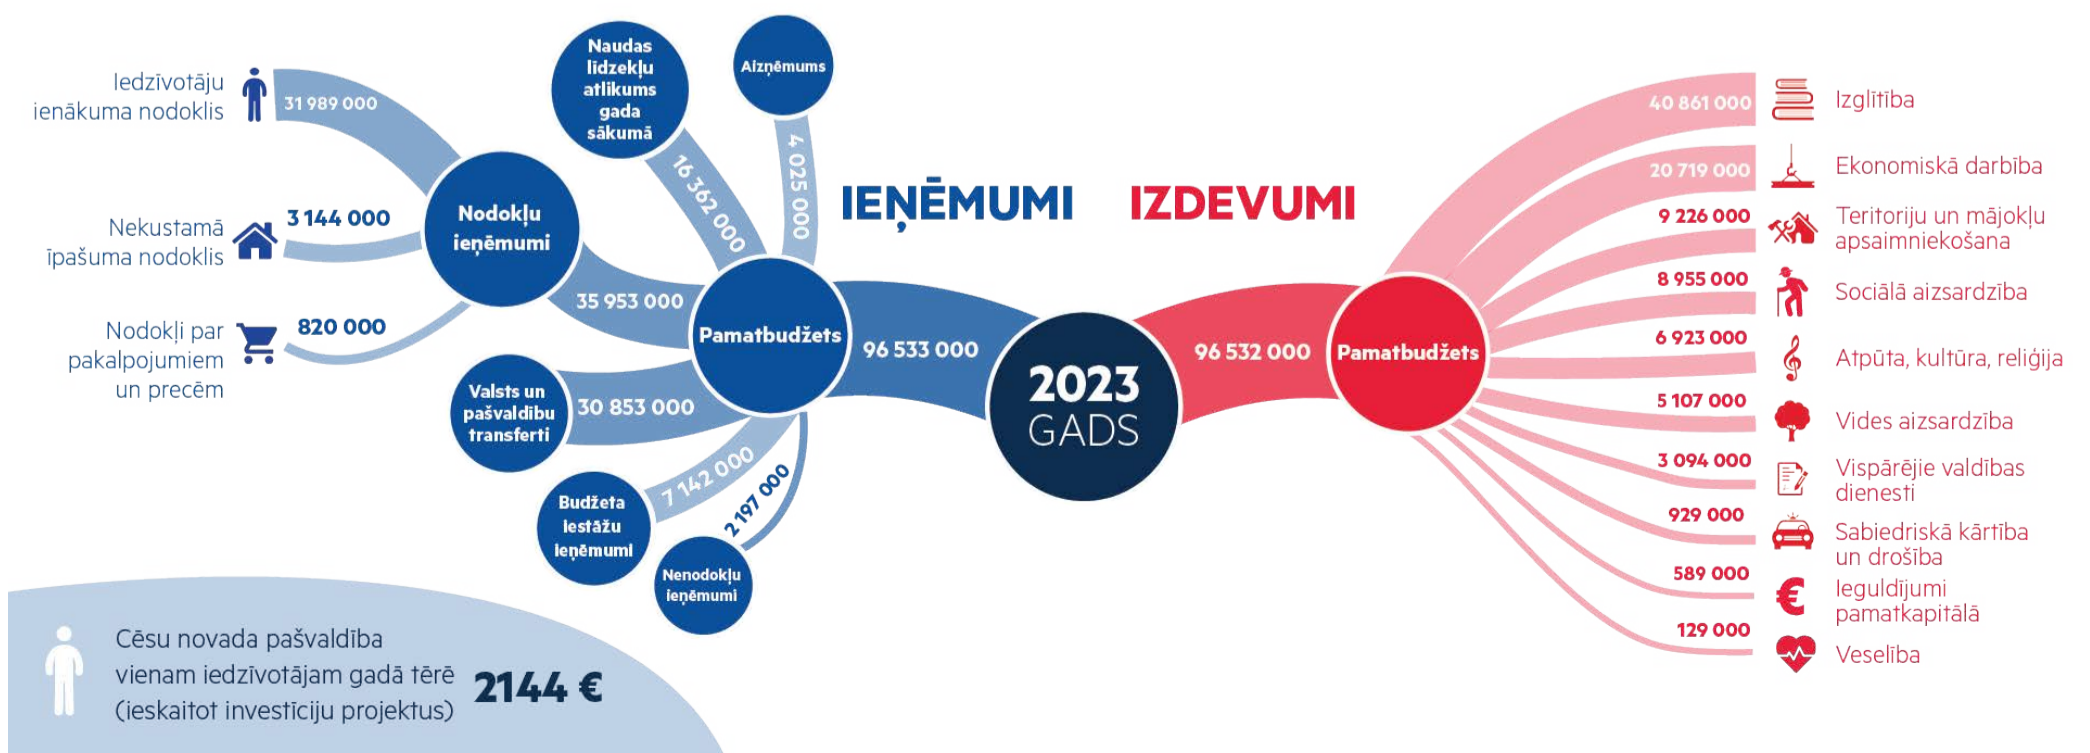 Iedzīvotāju
ienākuma nodoklis
31 989 000
Nekustamā
īpašuma nodoklis
3 144 000
Nodokļi par
pakalpojumiem
un precēm
820 000
Nodokļu
ieņēmumi
35 953 000
Naudas
līdzekļu
atlikums
gada
sākumā
16 362 000
Aizņēmums
4 025 000
Valsts un
pašvaldību
transferti
30 853 000
Budžeta
iestāžu
ieņēmumi
7 142 000
Nenodokļu
ieņēmumi
2 197 000
Pamatbudžets
96 533 000
IEŅĒMUMI
IZDEVUMI
2023
GADS
96 532 000
Pamatbudžets
40 861 000
Izglītība
20 719 000
Ekonomiskā darbība
9 226 000
Teritoriju un mājokļu
apsaimniekošana
8 955 000
Sociālā aizsardzība
6 923 000
Atpūta, kultūra, reliģija
5 107 000
Vides aizsardzība
3 094 000
Vispārējie valdības
dienesti
929 000
Sabiedriskā kārtība
un drošība
589 000
Ieguldījumi
pamatkapitālā
129 000
Veselība
Cēsu novada pašvaldība
vienam iedzīvotājam gadā tērē
(ieskaitot investīciju projektus)
2144 €